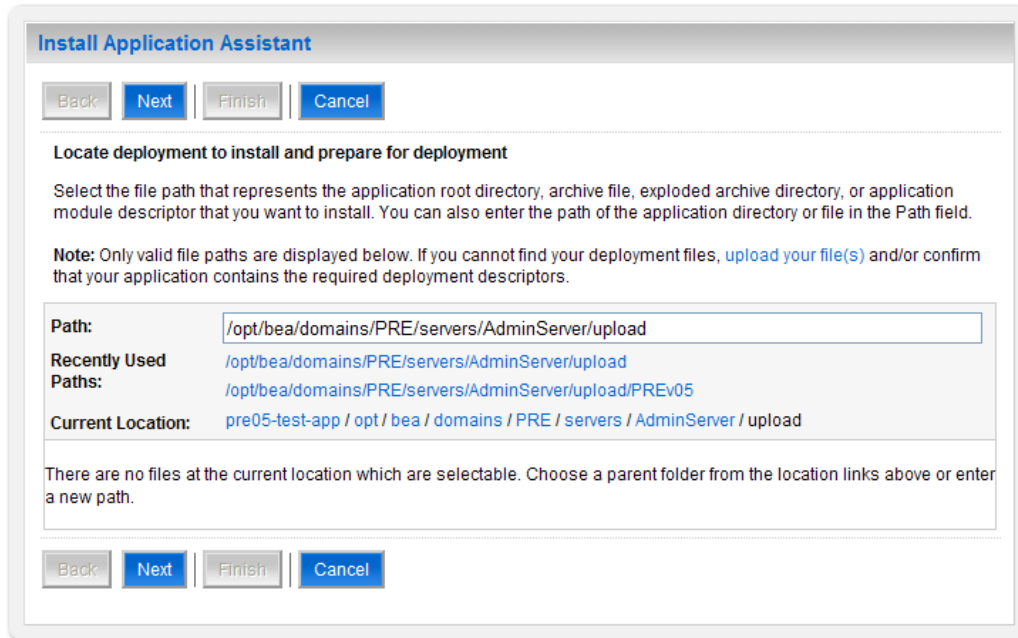 Install Application Assistant
Back Next Finish Cancel
Locate deployment to install and prepare for deployment
Select the file path that represents the application root directory, archive file, exploded archive directory, or application
module descriptor that you want to install. You can also enter the path of the application directory or file in the Path field.
Note: Only valid file paths are displayed below. If you cannot find your deployment files, upload your file(s) and/or confirm
that your application contains the required deployment descriptors.
Path: /opt/bea/domains/PRE/servers/AdminServer/upload
Recently Used /opt/bea/domains/PRE/servers/AdminServer/upload
Paths: /opt/bea/domains/PRE/servers/AdminServer/upload/PREv05
Current Location: pre05-test-app / opt / bea / domains / PRE / servers / AdminServer / upload
There are no files at the current location which are selectable. Choose a parent folder from the location links above or enter
a new path.
Back Next Finish Cancel